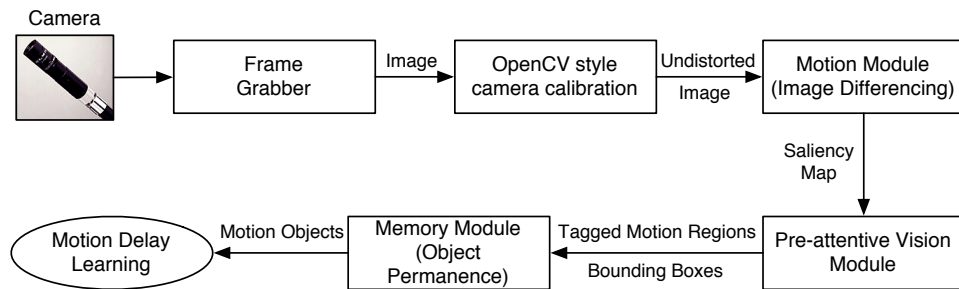 Camera
Frame
Grabber
Image
OpenCV style
camera calibration
Undistorted
Image
Motion Module
(Image Differencing)
Saliency
Map
Pre-attentive Vision
Module
Tagged Motion Regions
Bounding Boxes
Memory Module
(Object
Permanence)
Motion Objects
Motion Delay
Learning